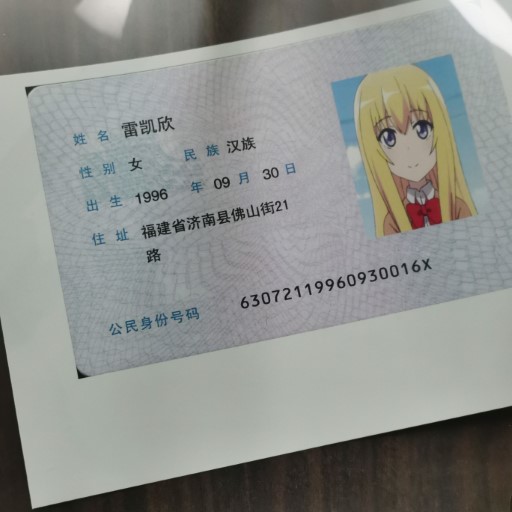 姓名 雷凯欣
性别 女 民族 汉族
出生 1996 年 09 月 30 日
住址 福建省济南县佛山街21
路
公民身份号码 63072119960930016X